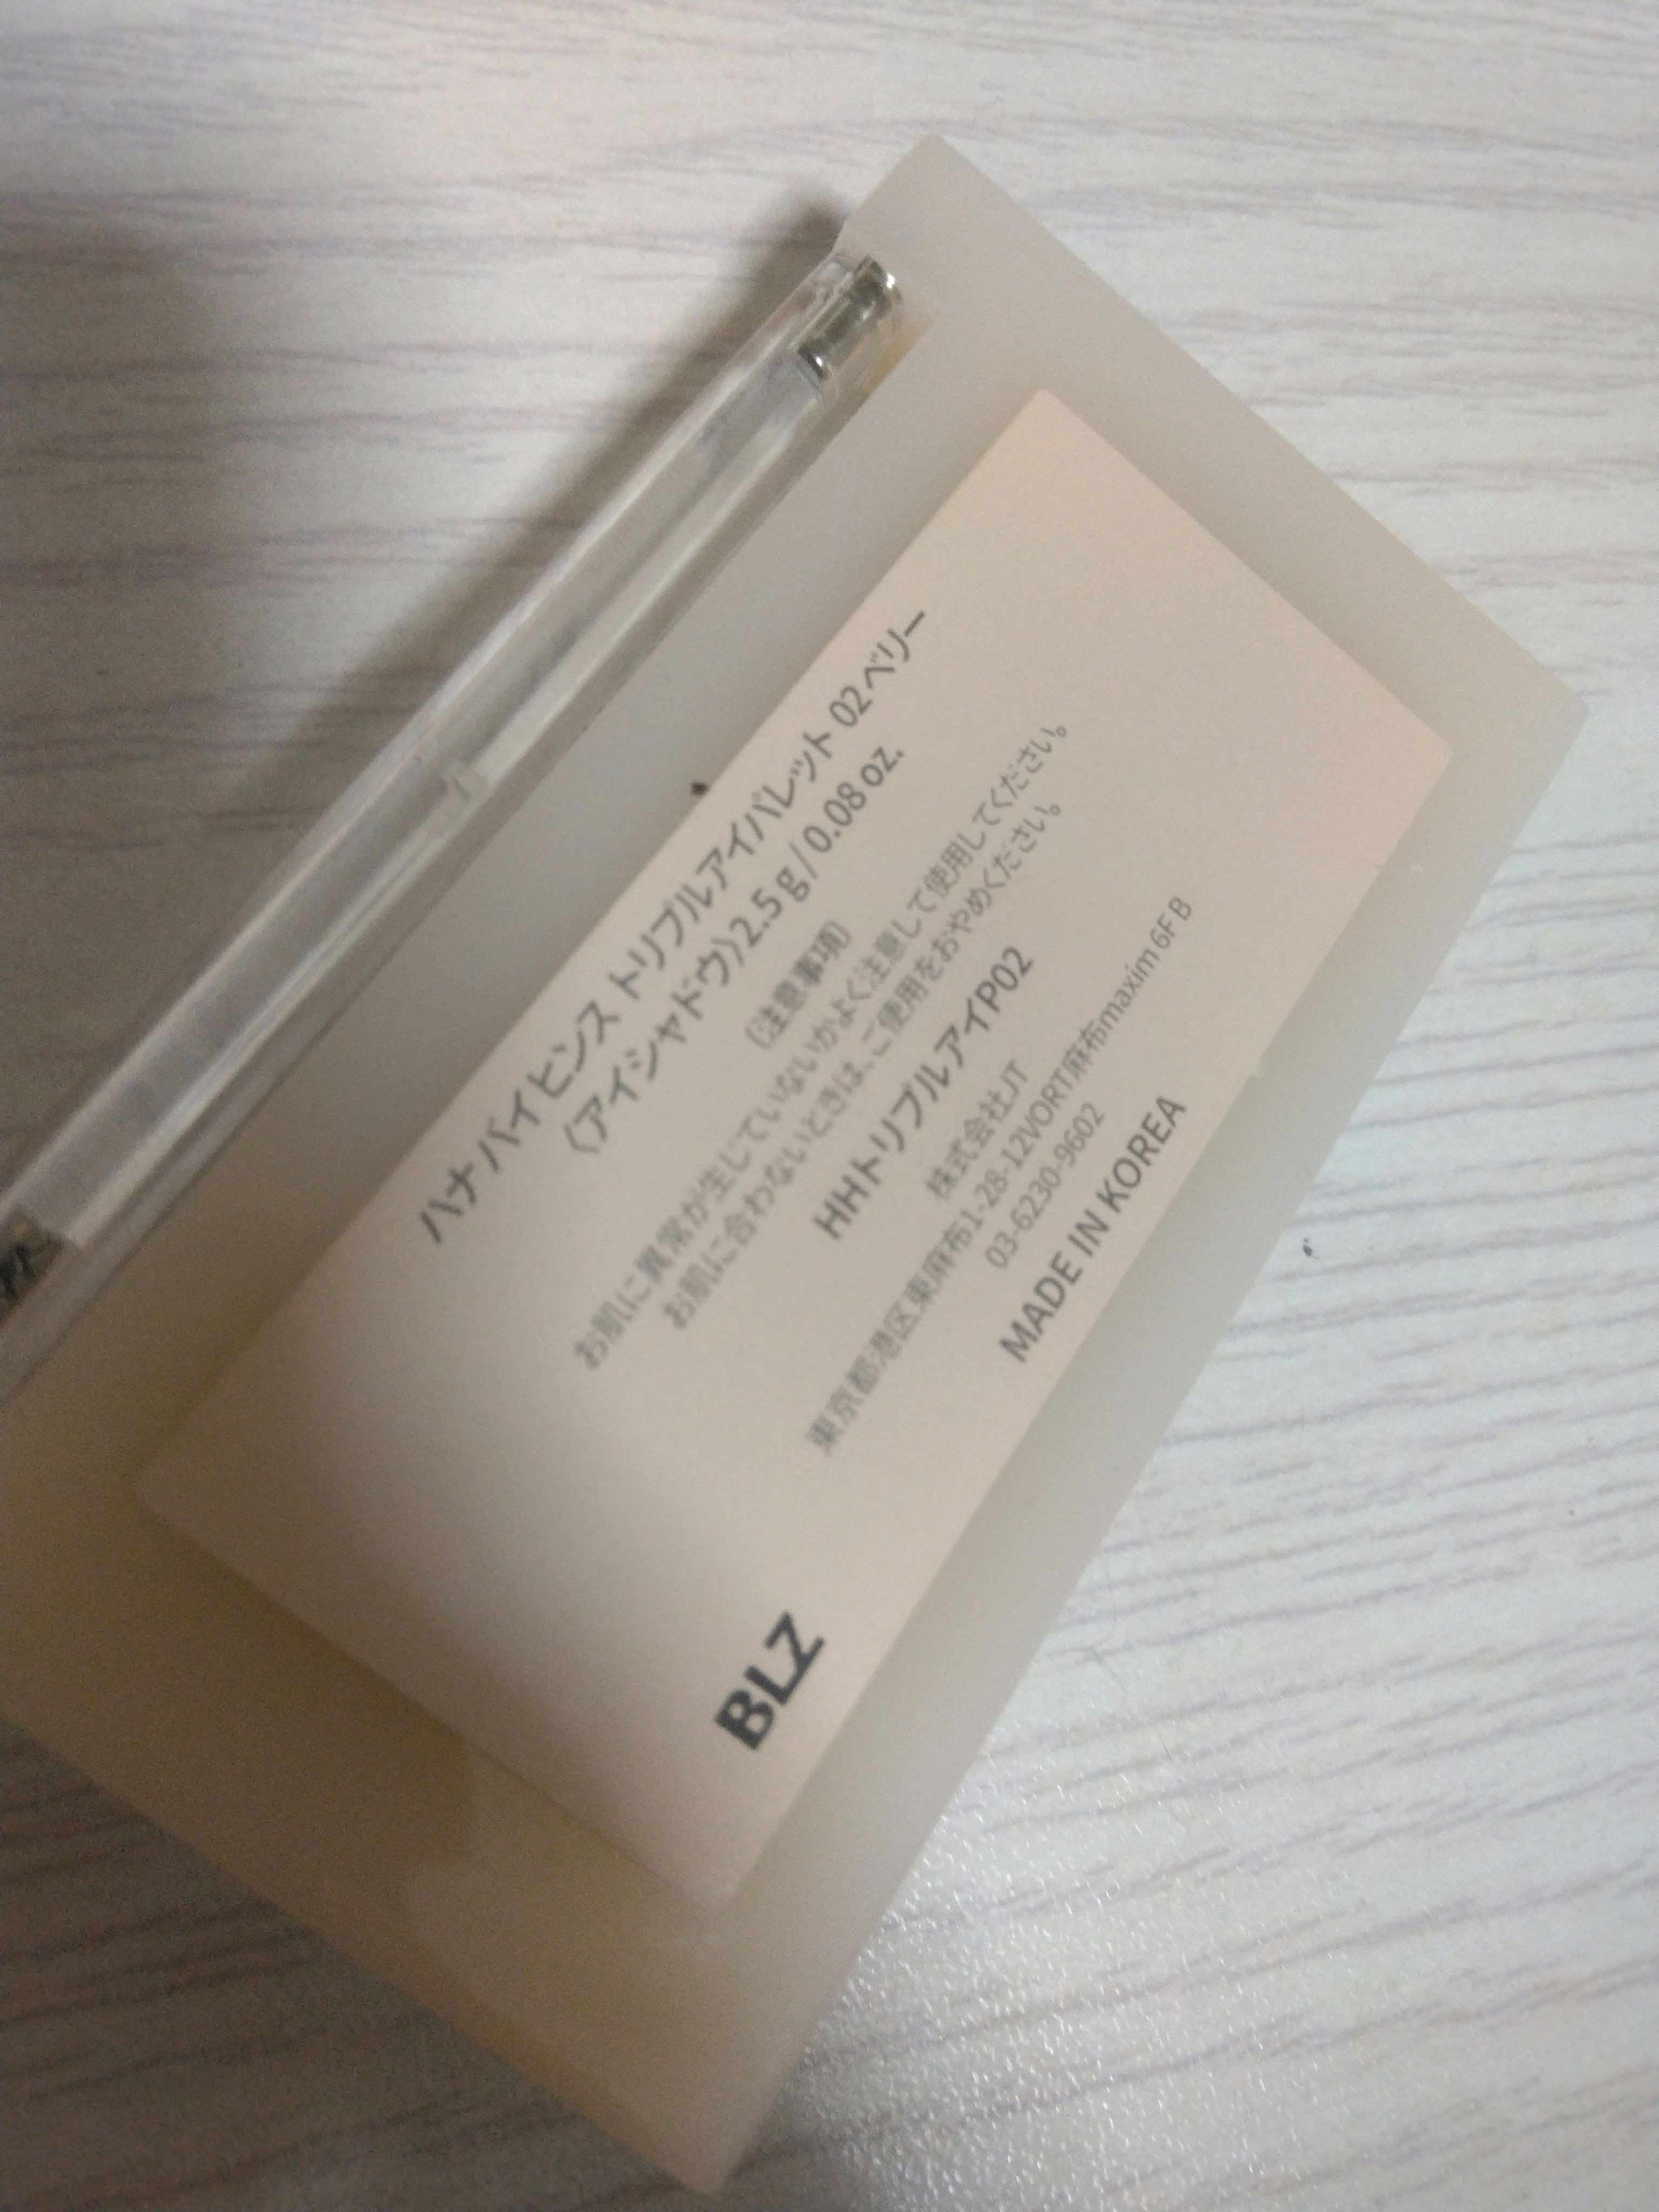 ハナ バイ ヒンス トリプルアイパレット 02ベリー
〈アイシャドウ〉2.5 g / 0.08 oz.
〔注意事項〕
お肌に異常が生じていないかよく注意して使用してください。
お肌に合わないときは、ご使用をおやめください。
HHトリプルアイP02
株式会社JT
東京都港区東麻布1-28-12VORT麻布maxim 6F B
03-6230-9602
MADE IN KOREA
BLZ